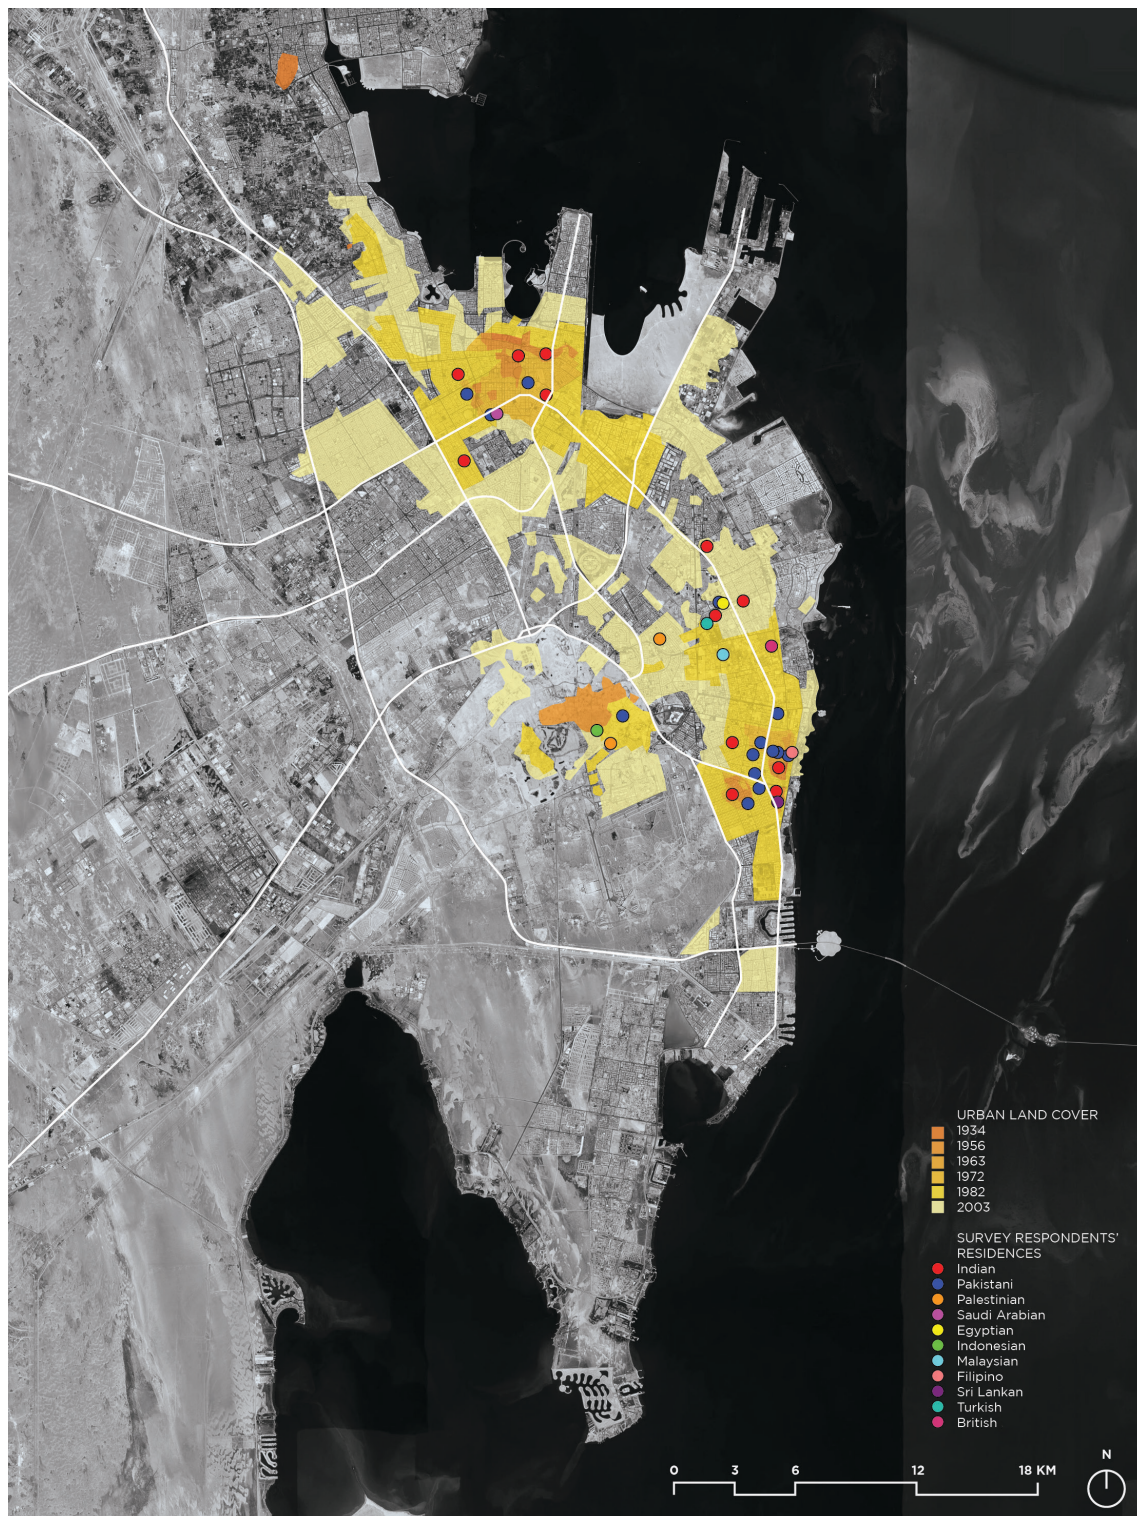 URBAN LAND COVER
1934
1956
1963
1972
1982
2003
SURVEY RESPONDENTS'
RESIDENCES
Indian
Pakistani
Palestinian
Saudi Arabian
Egyptian
Indonesian
Malaysian
Filipino
Sri Lankan
Turkish
British
0 3 6 12 18 KM
N